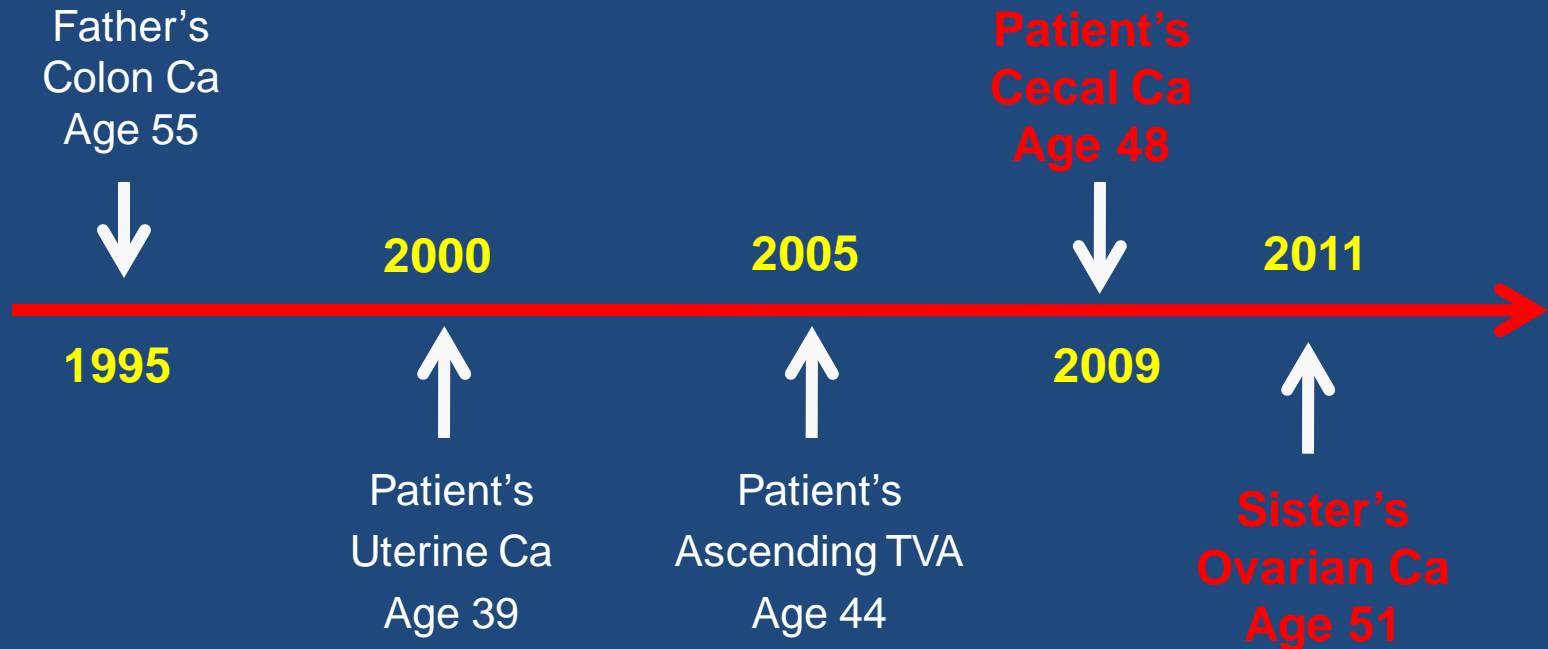 Father's
Colon Ca
Age 55
Patient's
Cecal Ca
Age 48
2000
2005
2011
1995
2009
Patient's
Uterine Ca
Age 39
Patient's
Ascending TVA
Age 44
Sister's
Ovarian Ca
Age 51